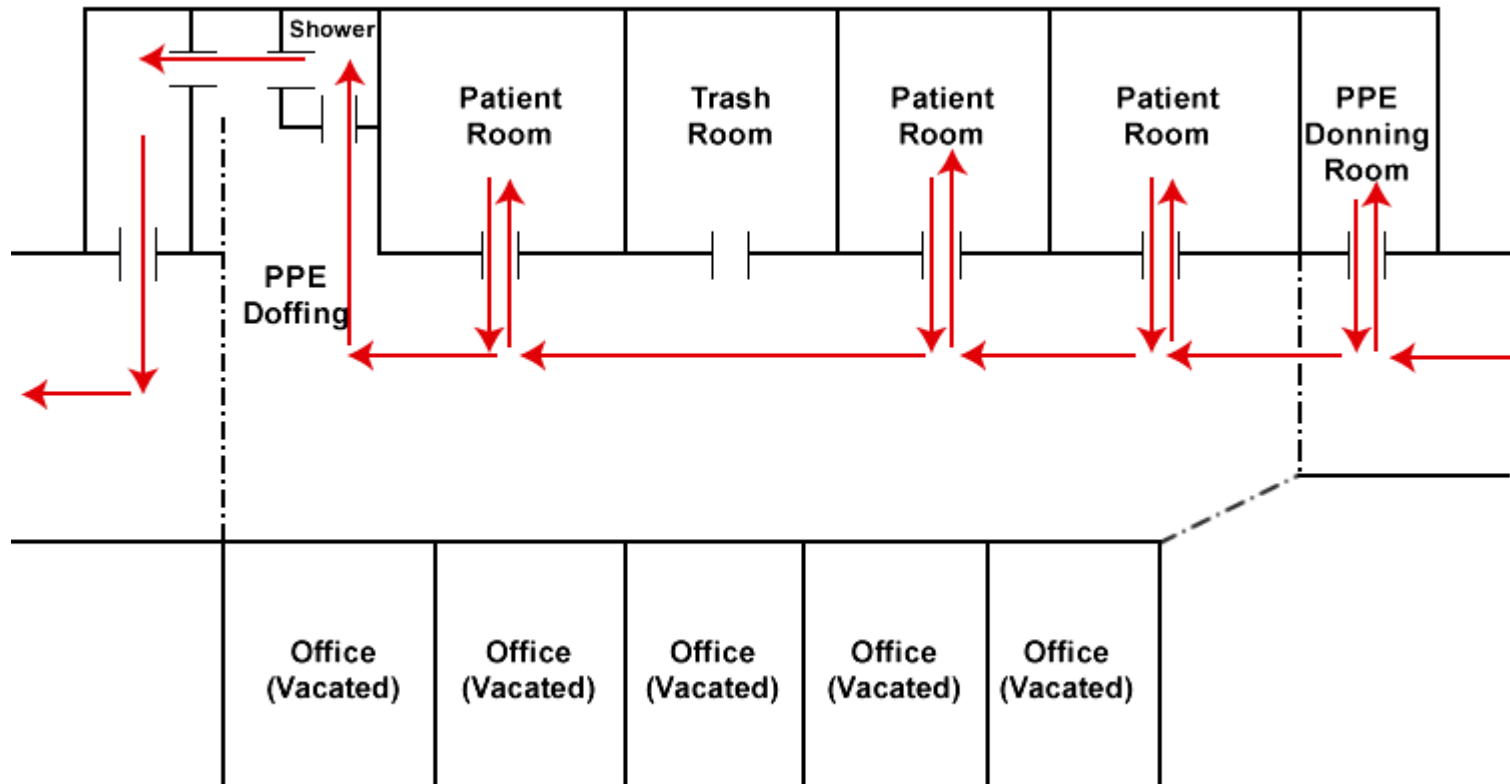 Shower
Patient
Room
Trash
Room
Patient
Room
Patient
Room
PPE
Donning
Room
PPE
Doffing
Office
(Vacated)
Office
(Vacated)
Office
(Vacated)
Office
(Vacated)
Office
(Vacated)